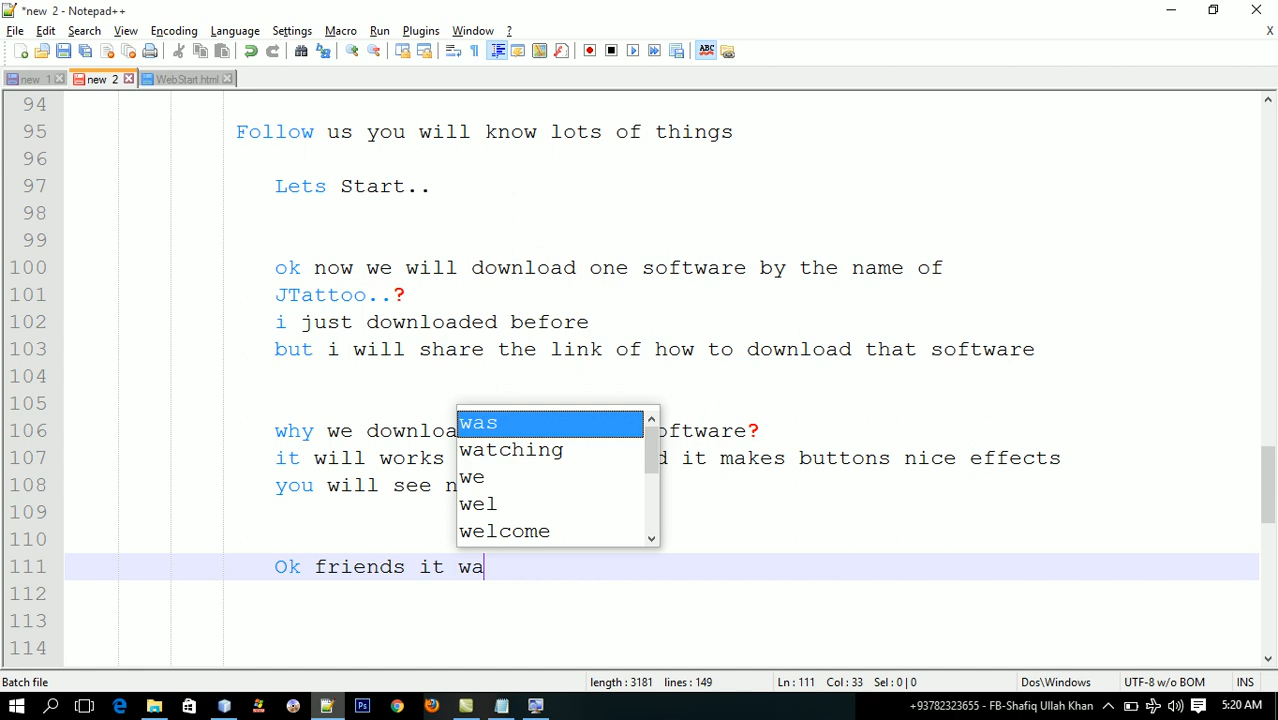 *new 2 - Notepad++
File Edit Search View Encoding Language Settings Macro Run Plugins Window ? X
ABC
new 1 new 2 WebStart.html
94
95 Follow us you will know lots of things
96
97 Lets Start..
98
99
100 ok now we will download one software by the name of
101 JTattoo..?
102 i just downloaded before
103 but i will share the link of how to download that software
104
105
106 why we downloa oftware?
107 it will works d it makes buttons nice effects
108 you will see n
109
110
111 Ok friends it wa
112
113
114
was
watching
we
wel
welcome
Batch file length : 3181 lines : 149 Ln : 111 Col : 33 Sel : 0 | 0 Dos\Windows UTF-8 w/o BOM INS
+93782323655 - FB-Shafiq Ullah Khan 5:20 AM